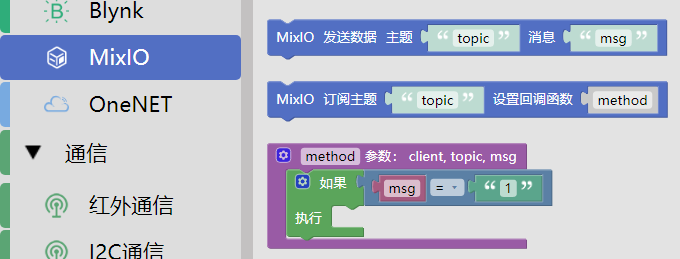 Blynk
MixIO
OneNET
通信
红外通信
I2C通信
MixIO 发送数据 主题 “ topic ” 消息 “ msg ”
MixIO 订阅主题 “ topic ” 设置回调函数 method
method 参数： client, topic, msg
如果 msg = “ 1 ”
执行